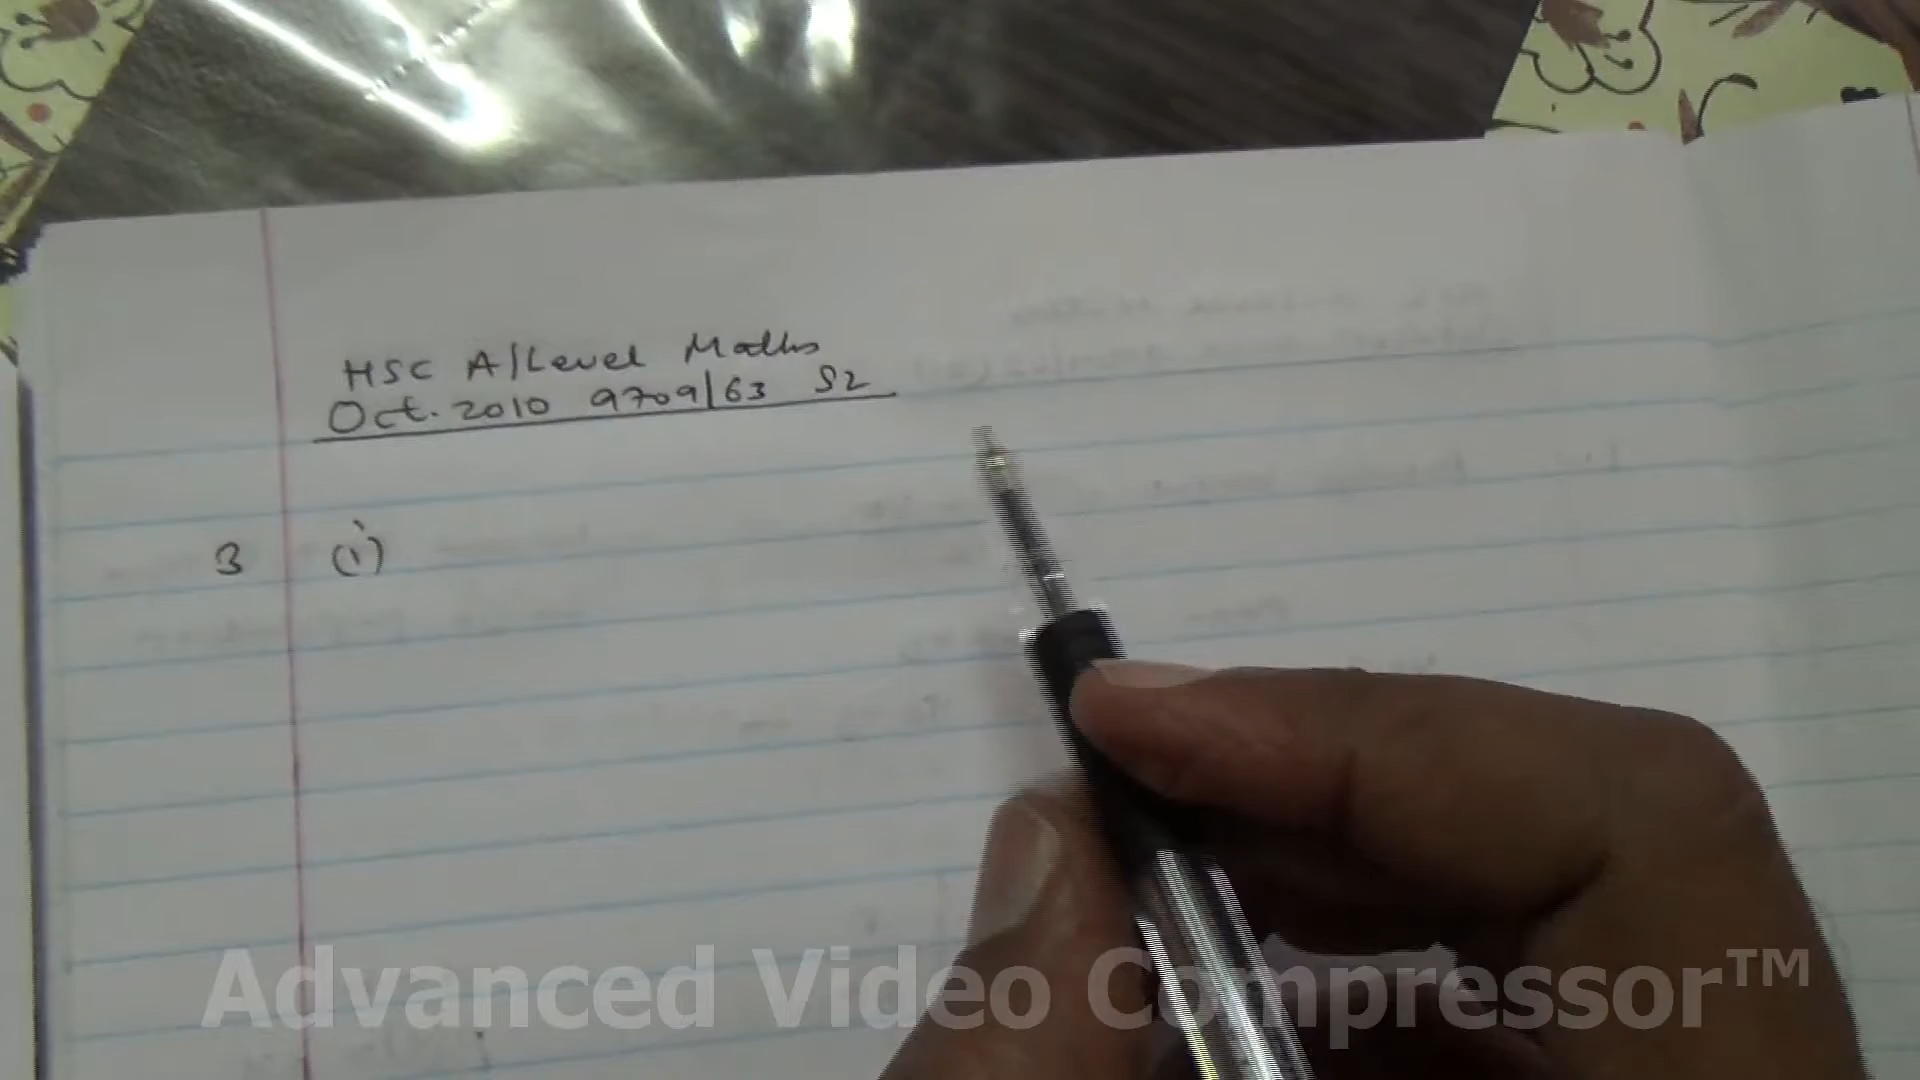 HSC A/Level Maths
Oct. 2010 9709/63 S2
3 (i)
Advanced Video Compressor™